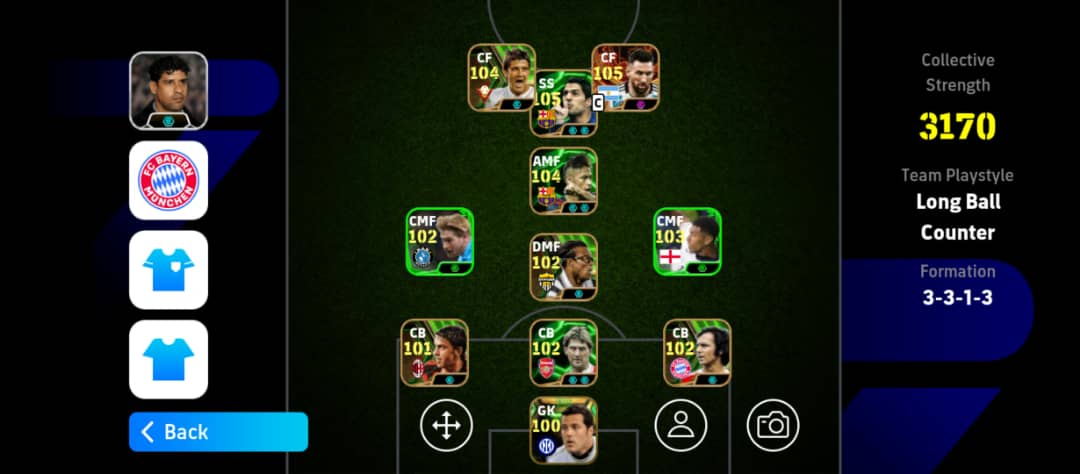 FC BAYERN
MÜNCHEN
Back
CF
104
CF
105
SS
105
C
AMF
104
CMF
102
CMF
103
DMF
102
CB
101
CB
102
CB
102
GK
100
Collective
Strength
3170
Team Playstyle
Long Ball
Counter
Formation
3-3-1-3